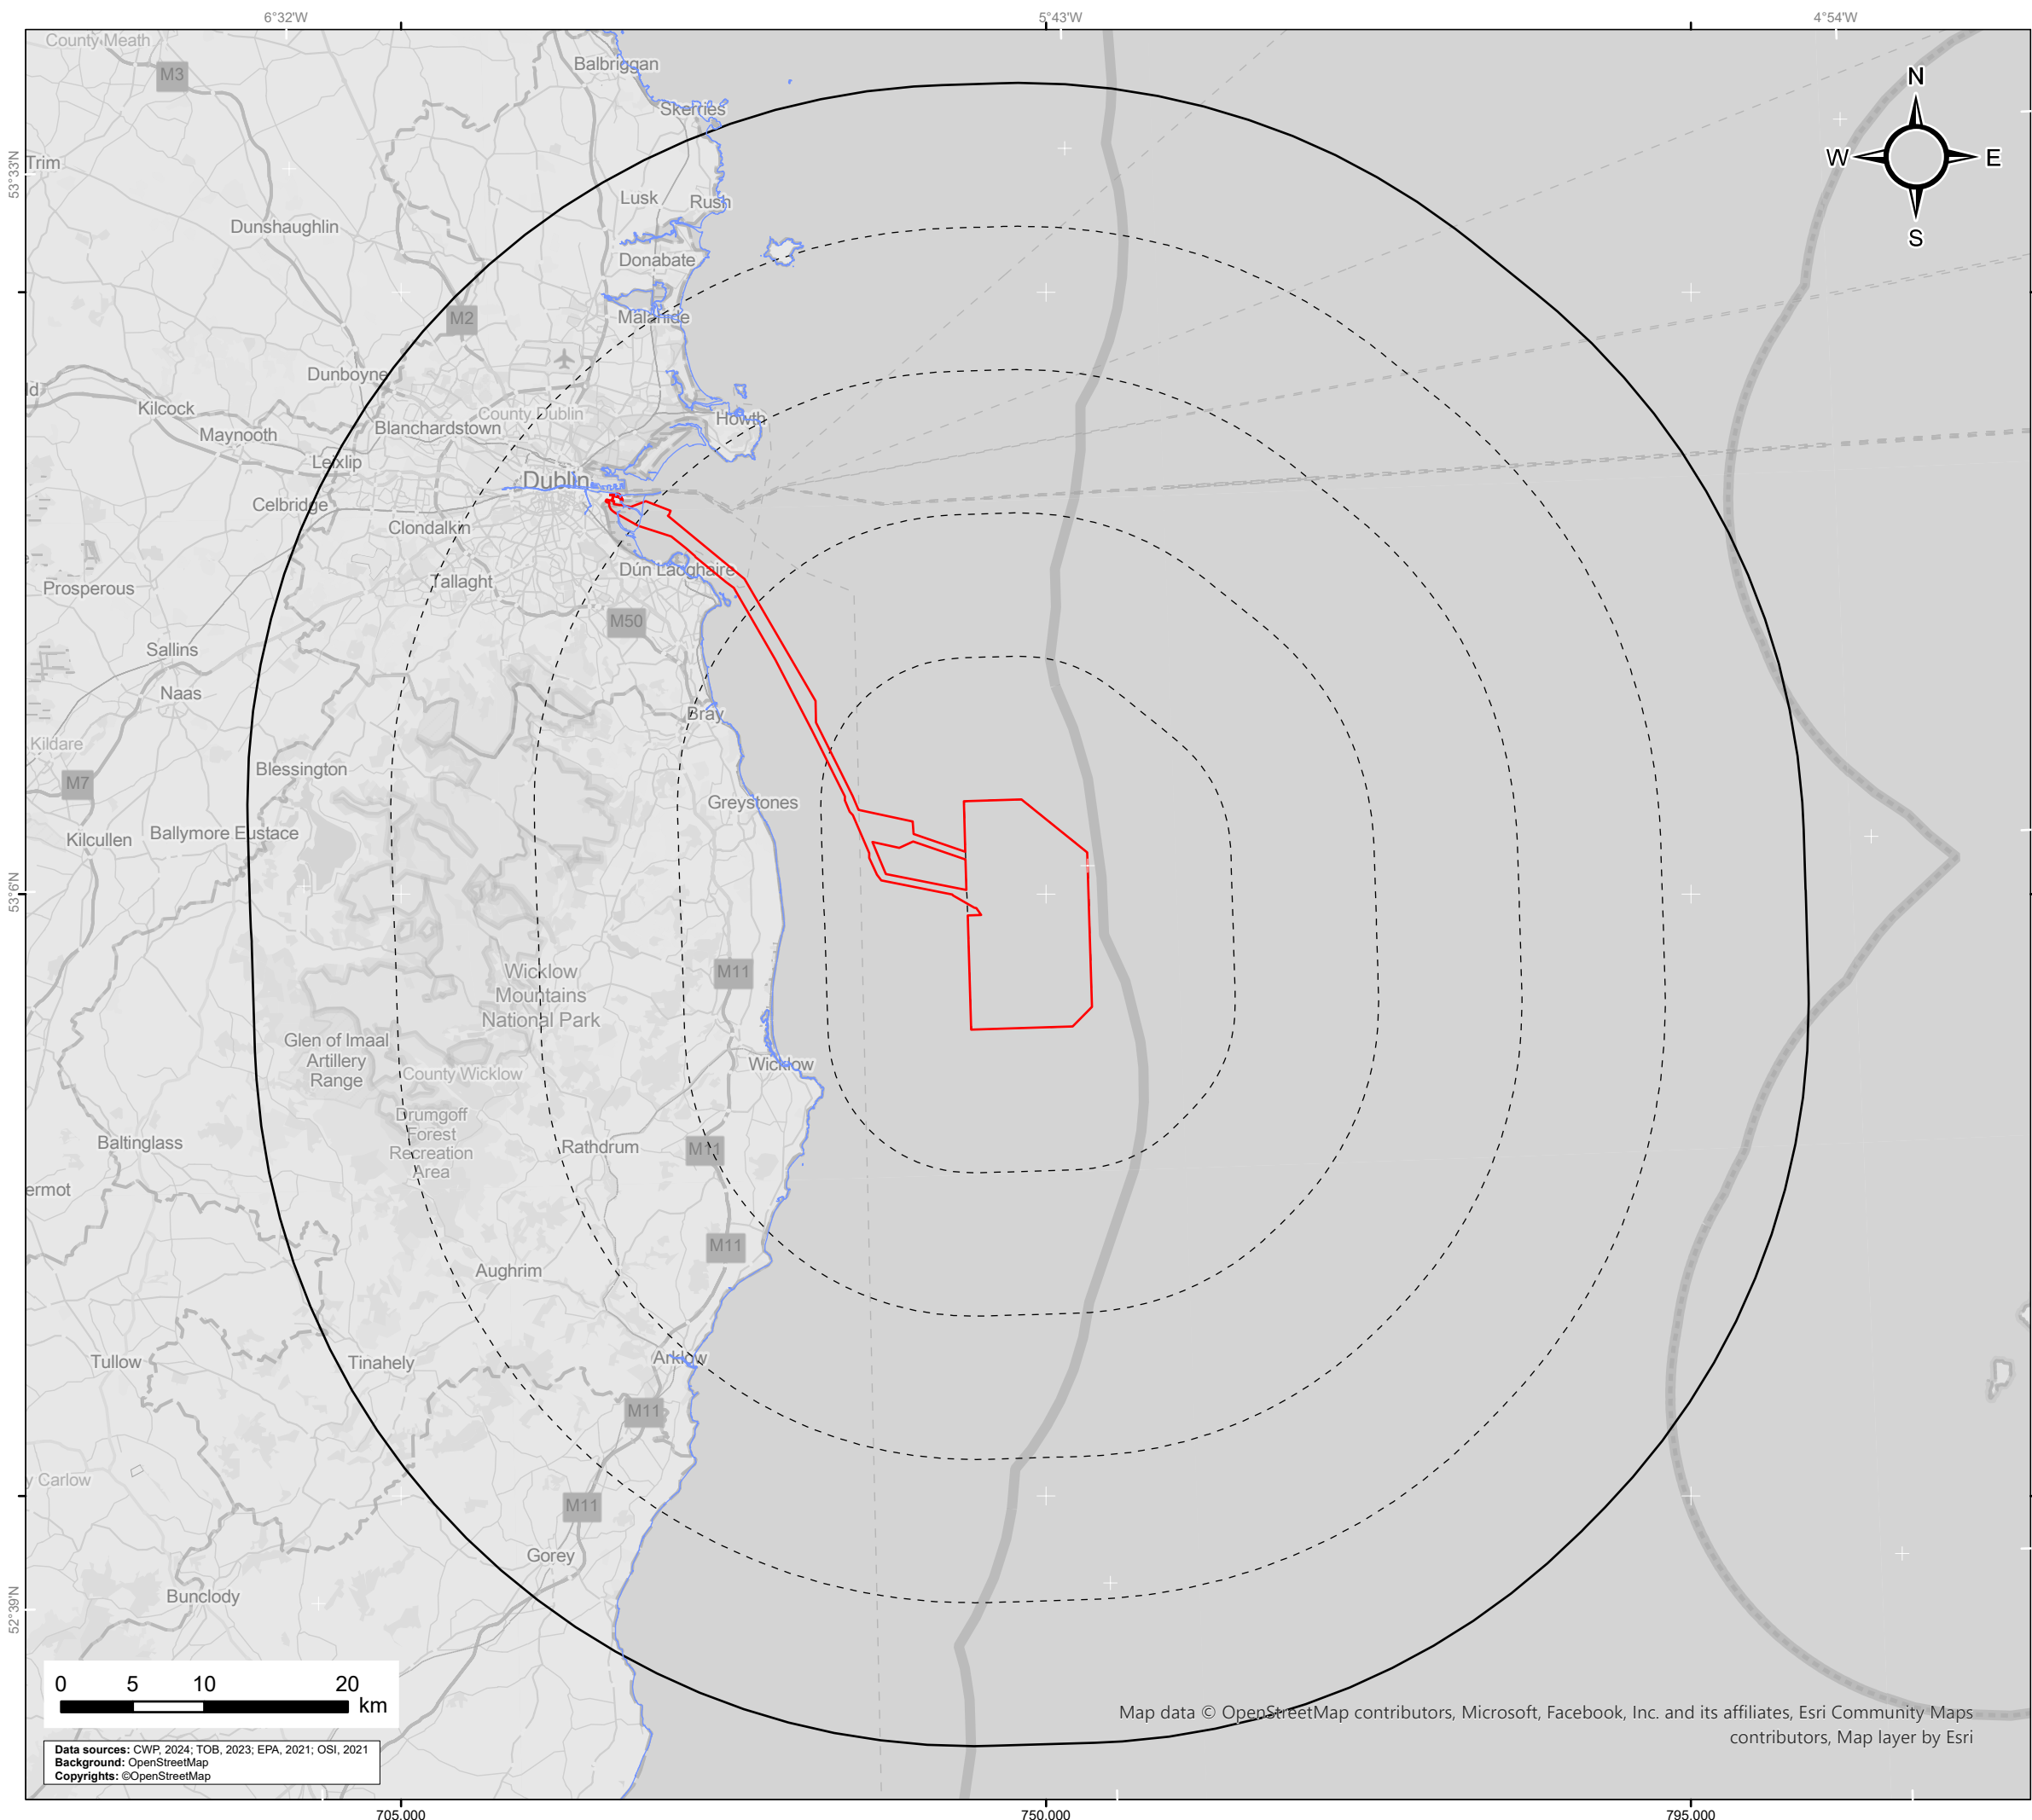 6°32'W
5°43'W
4°54'W
County Meath
M3
Balbriggan
N
Skerries
W
E
53°33'N
Trim
S
Lusk
Rush
Dunshaughlin
Donabate
M2
Malahide
Dunboyne
ld
Kilcock
County Dublin
Howth
Maynooth
Blanchardstown
Leixlip
Dublin
Celbridge
Clondalkin
Dún Laoghaire
Tallaght
Prosperous
M50
Sallins
Naas
Bray
Kildare
Blessington
M7
Greystones
Kilcullen
Ballymore Eustace
53°6'N
Wicklow
Mountains
National Park
M11
Glen of Imaal
Artillery
Range
County Wicklow
Wicklow
Drumgoff
Forest
Recreation
Area
Baltinglass
Rathdrum
M11
ermot
M11
Aughrim
Tullow
Tinahely
Arklow
M11
y Carlow
M11
Gorey
Bunclody
52°39'N
0 5 10 20
km
Map data © OpenStreetMap contributors, Microsoft, Facebook, Inc. and its affiliates, Esri Community Maps
contributors, Map layer by Esri
Data sources: CWP, 2024; TOB, 2023; EPA, 2021; OSI, 2021
Background: OpenStreetMap
Copyrights: ©OpenStreetMap
705.000
750.000
795.000